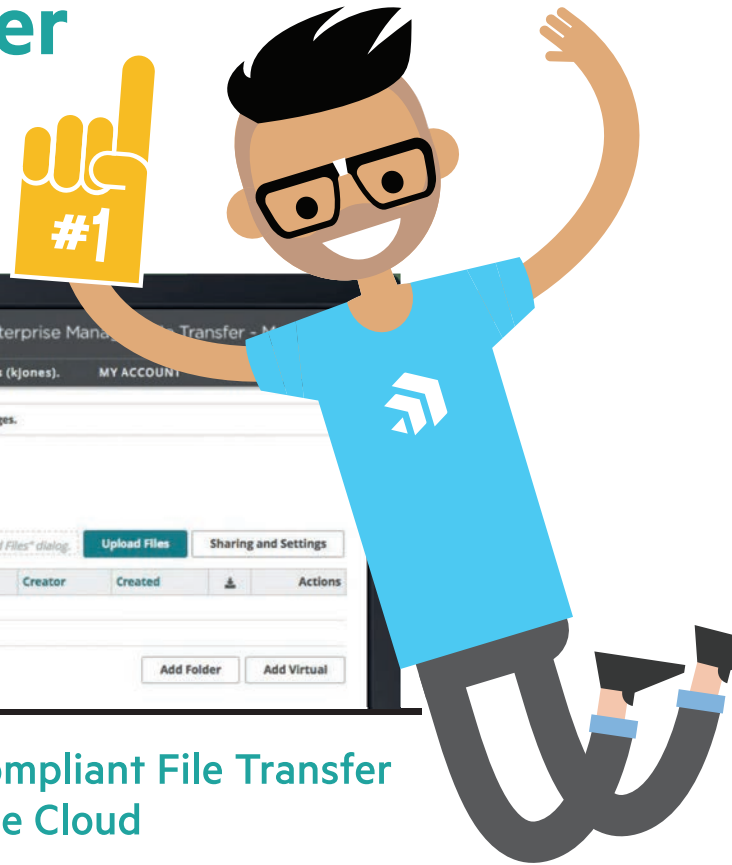 er
#1
terprise Mana Transfer - M
s (kjones). MY ACCOUNT
ges.
d Files" dialog. Upload Files Sharing and Settings
Creator Created Actions
Add Folder Add Virtual
ompliant File Transfer
e Cloud